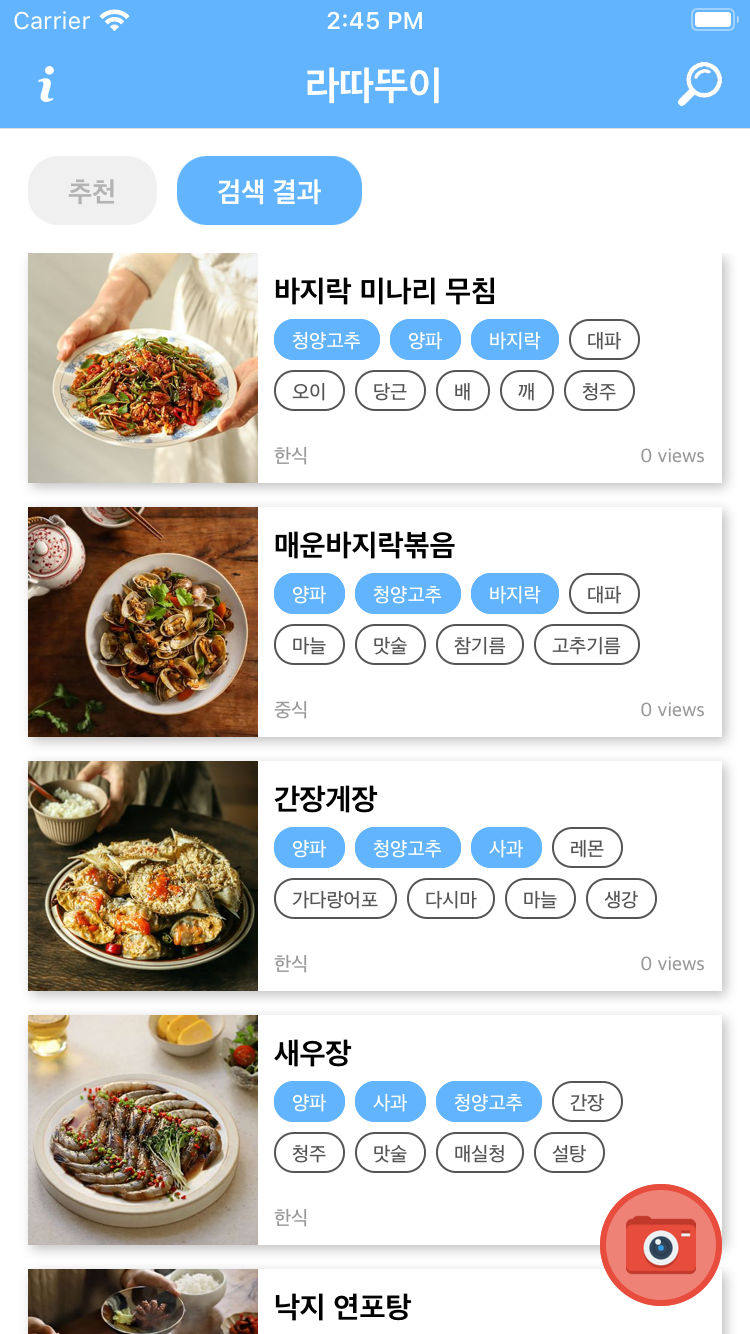 Carrier 2:45 PM
라따뚜이
추천 검색 결과
바지락 미나리 무침
청양고추 양파 바지락 대파
오이 당근 배 깨 청주
한식 0 views
매운바지락볶음
양파 청양고추 바지락 대파
마늘 맛술 참기름 고추기름
중식 0 views
간장게장
양파 청양고추 사과 레몬
가다랑어포 다시마 마늘 생강
한식 0 views
새우장
양파 사과 청양고추 간장
청주 맛술 매실청 설탕
한식
낙지 연포탕